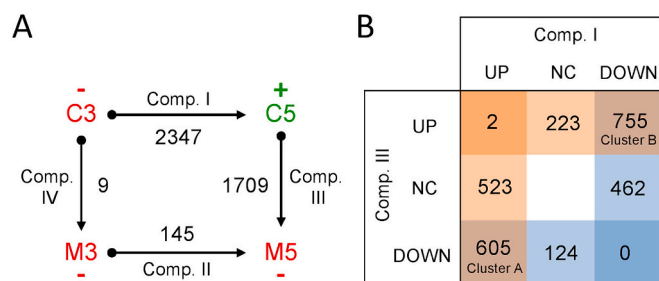 A
-
C3
Comp. I
2347
+
C5
Comp.
IV
9
1709
Comp.
III
M3
-
145
Comp. II
M5
-
B
Comp. I
UP NC DOWN
Comp. III
UP 2 223 755
Cluster B
NC 523 462
DOWN 605 124 0
Cluster A